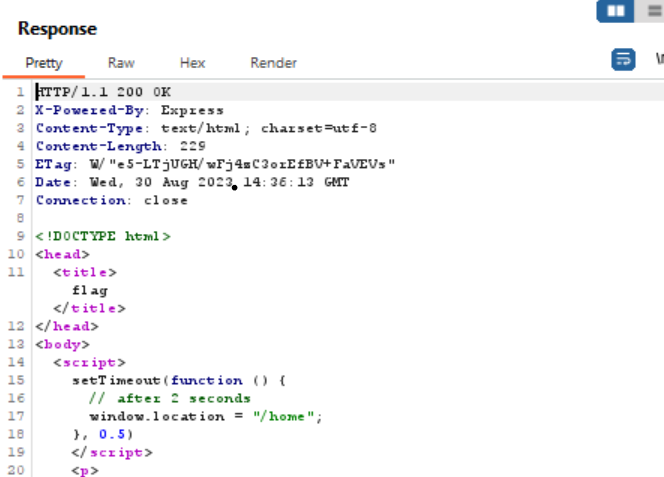 Response
Pretty Raw Hex Render
1 HTTP/1.1 200 OK
2 X-Powered-By: Express
3 Content-Type: text/html; charset=utf-8
4 Content-Length: 229
5 ETag: W/"e5-LTjUGH/wFj4mC3orEfBV+FaVEVs"
6 Date: Wed, 30 Aug 2023 14:36:13 GMT
7 Connection: close
8
9 <!DOCTYPE html>
10 <head>
11 <title>
flag
</title>
12 </head>
13 <body>
14 <script>
15 setTimeout(function () {
16 // after 2 seconds
17 window.location = "/home";
18 }, 0.5)
19 </script>
20 <p>